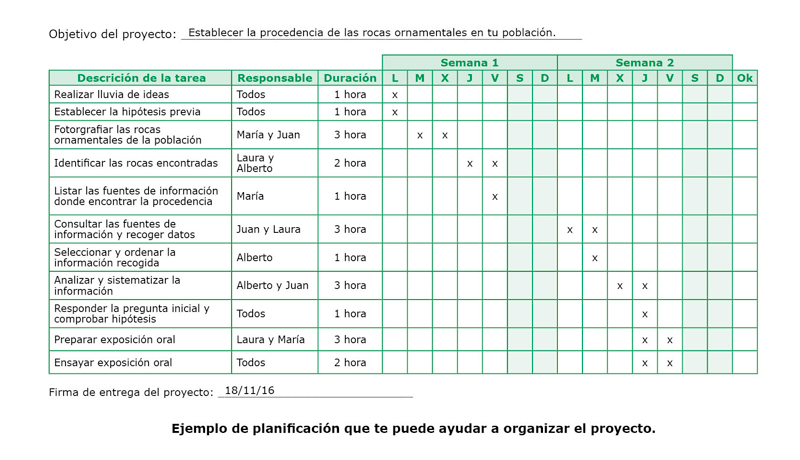 Objetivo del proyecto: Establecer la procedencia de las rocas ornamentales en tu población.
Semana 1 Semana 2
Descrición de la tarea Responsable Duración L M X J V S D L M X J V S D Ok
Realizar lluvia de ideas Todos 1 hora x
Establecer la hipótesis previa Todos 1 hora x
Fotorgrafiar las rocas
ornamentales de la población María y Juan 3 hora x x
Identificar las rocas encontradas Laura y
Alberto 2 hora x x
Listar las fuentes de información
donde encontrar la procedencia María 1 hora x
Consultar las fuentes de
información y recoger datos Juan y Laura 3 hora x x
Seleccionar y ordenar la
información recogida Alberto 1 hora x
Analizar y sistematizar la
información Alberto y Juan 3 hora x x
Responder la pregunta inicial y
comprobar hipótesis Todos 1 hora x
Preparar exposición oral Laura y María 3 hora x x
Ensayar exposición oral Todos 2 hora x x
Firma de entrega del proyecto: 18/11/16
Ejemplo de planificación que te puede ayudar a organizar el proyecto.